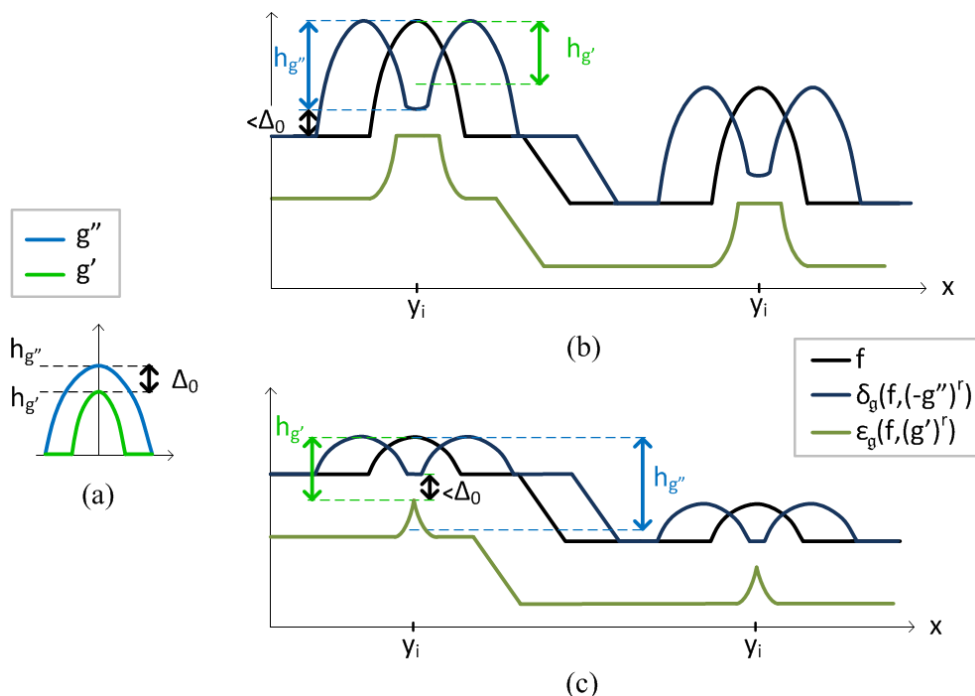 g’’
g’
h_g’’
h_g’
Δ₀
(a)
h_g’’
h_g’
<Δ₀
x
y_i
y_i
(b)
f
δ_g(f,(-g’’)^r)
ε_g(f,(g’)^r)
h_g’
h_g’’
<Δ₀
x
y_i
y_i
(c)